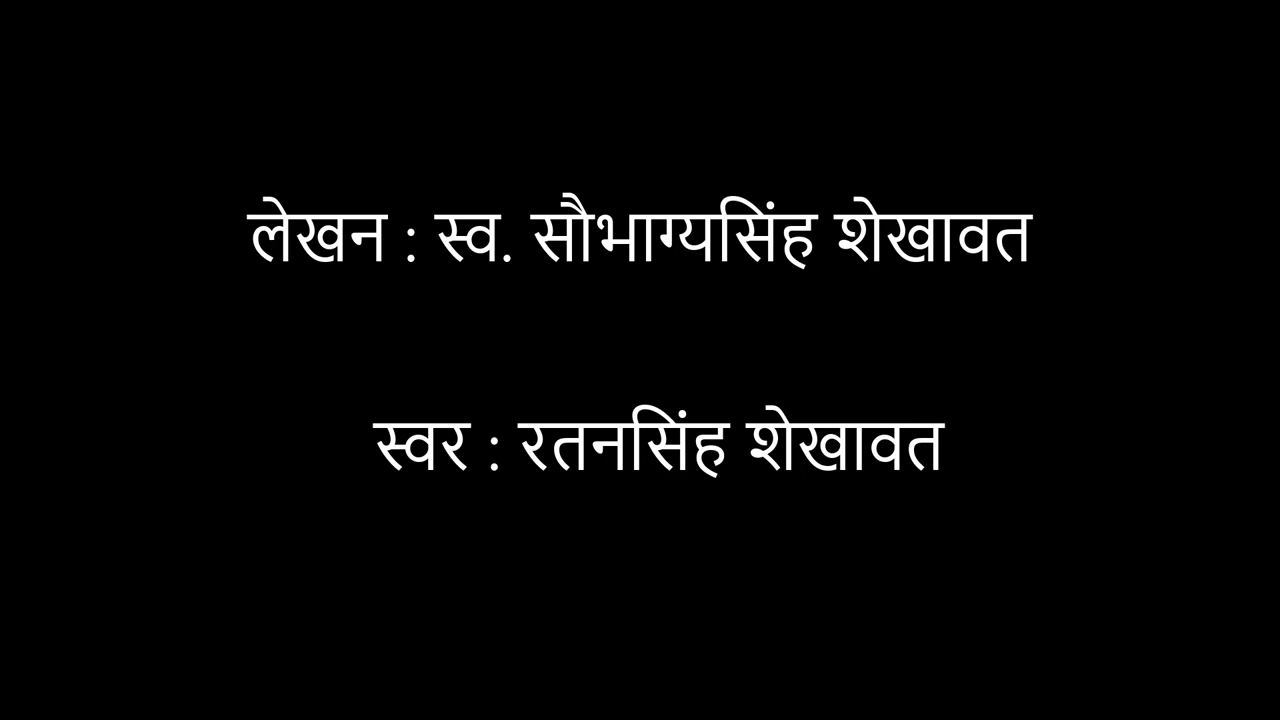 लेखन : स्व. सौभाग्यसिंह शेखावत
स्वर : रतनसिंह शेखावत